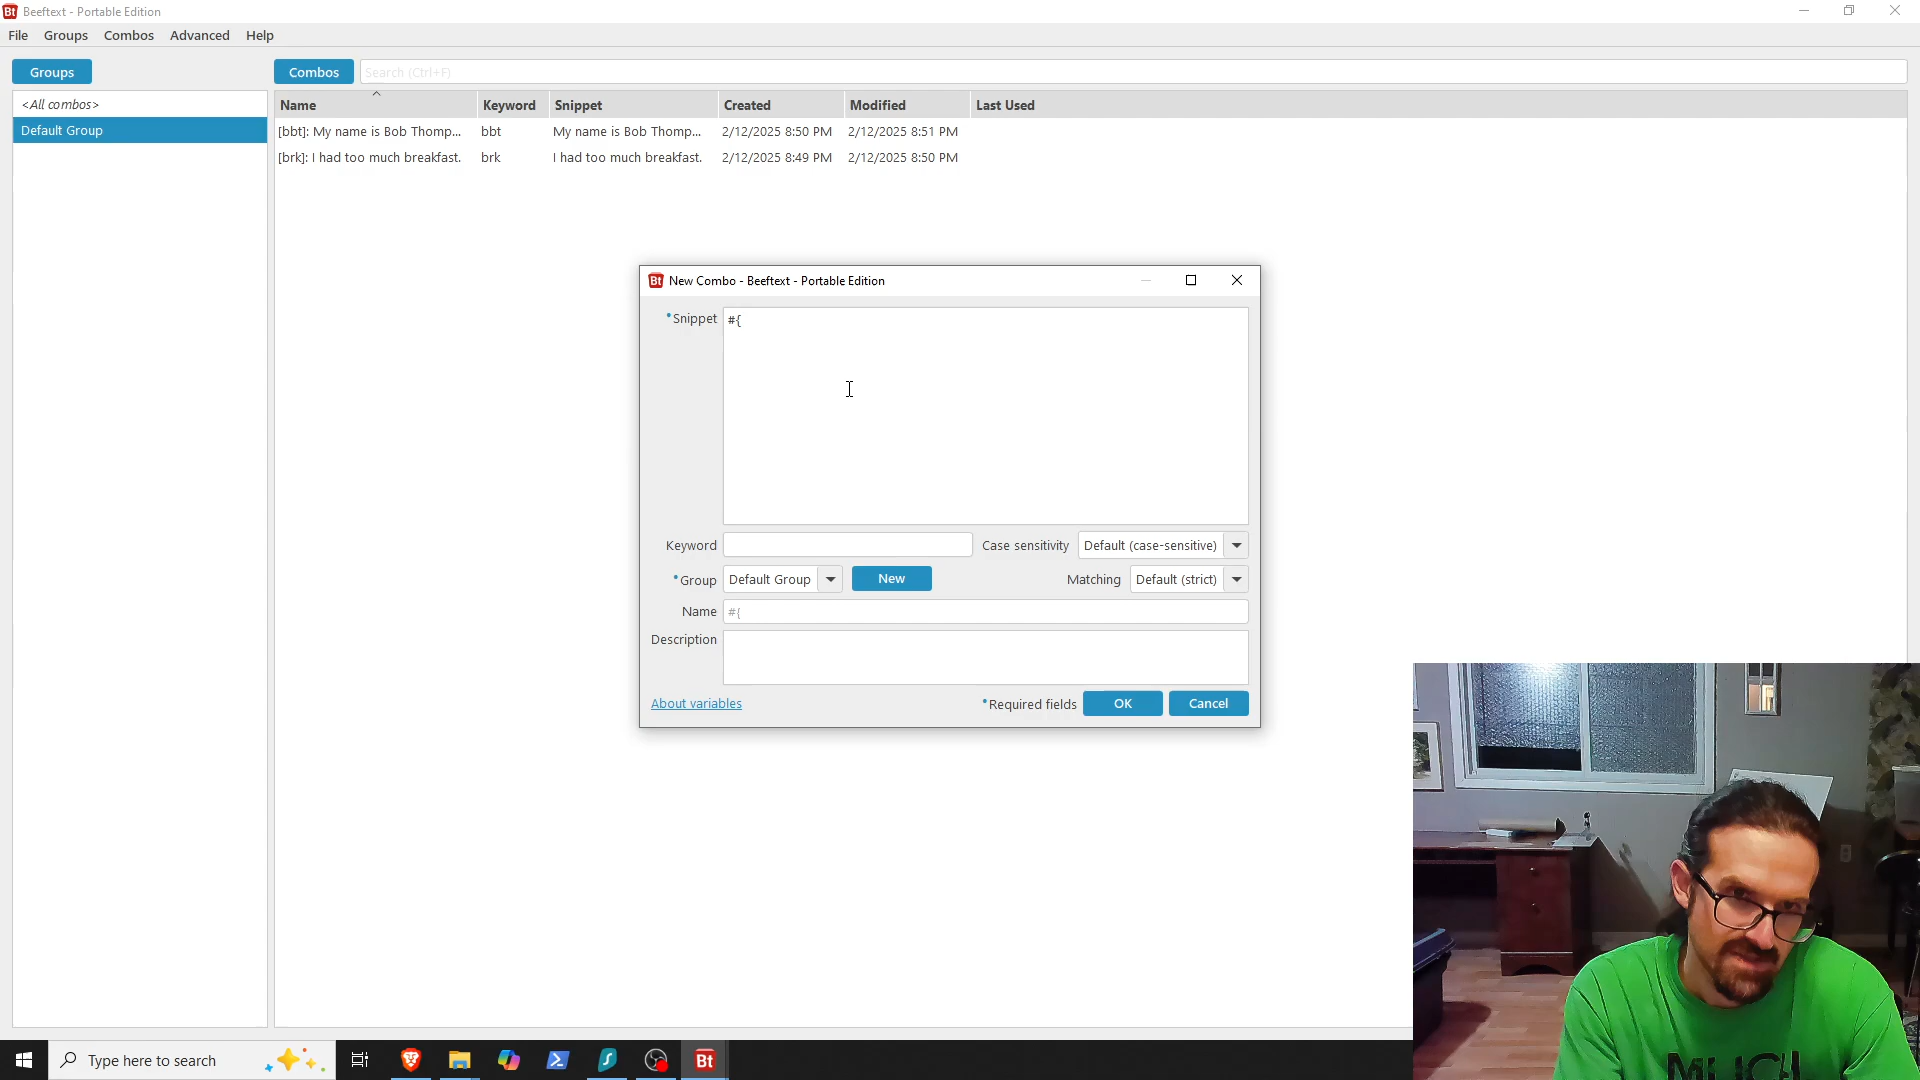 Beeftext - Portable Edition
File Groups Combos Advanced Help
Groups
Combos
Search (Ctrl+F)
<All combos>
Default Group
Name Keyword Snippet Created Modified Last Used
[bbt]: My name is Bob Thomp... bbt My name is Bob Thomp... 2/12/2025 8:50 PM 2/12/2025 8:51 PM
[brk]: I had too much breakfast. brk I had too much breakfast. 2/12/2025 8:49 PM 2/12/2025 8:50 PM
Bt New Combo - Beeftext - Portable Edition
Snippet #{
Keyword
Case sensitivity Default (case-sensitive)
Group Default Group New
Matching Default (strict)
Name #{
Description
About variables
Required fields OK Cancel
Type here to search
Bt
MUCH